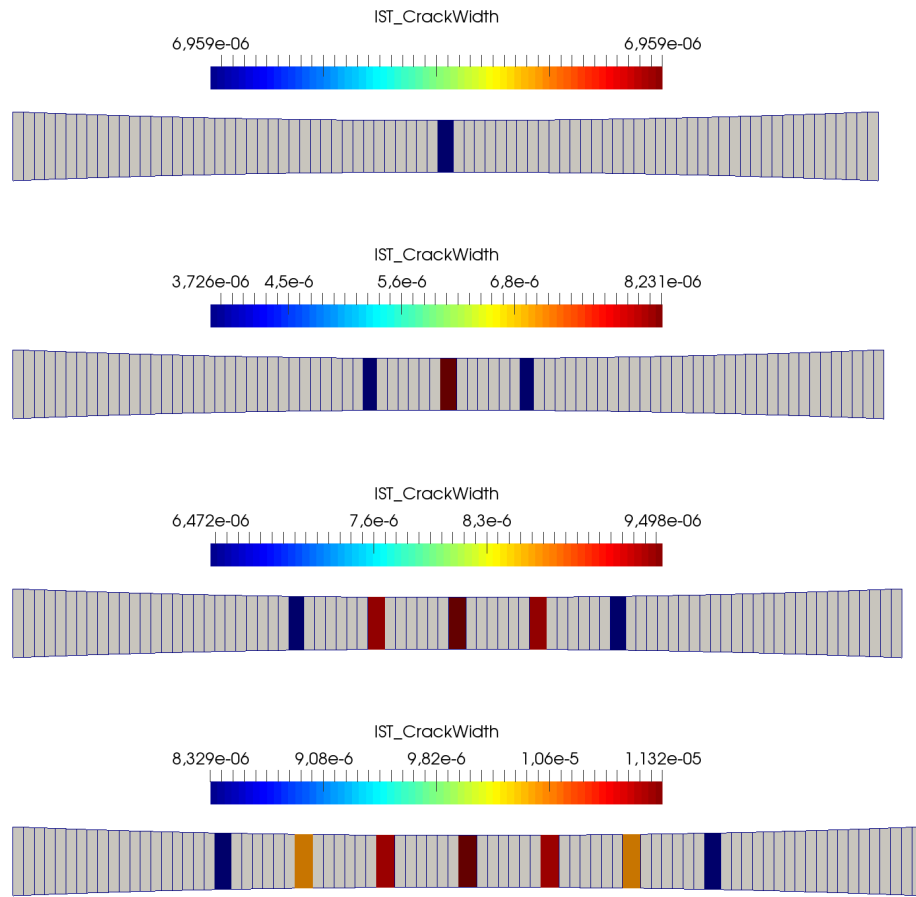 IST_CrackWidth
6,959e-06 6,959e-06
IST_CrackWidth
3,726e-06 4,5e-6 5,6e-6 6,8e-6 8,231e-06
IST_CrackWidth
6,472e-06 7,6e-6 8,3e-6 9,498e-06
IST_CrackWidth
8,329e-06 9,08e-6 9,82e-6 1,06e-5 1,132e-05